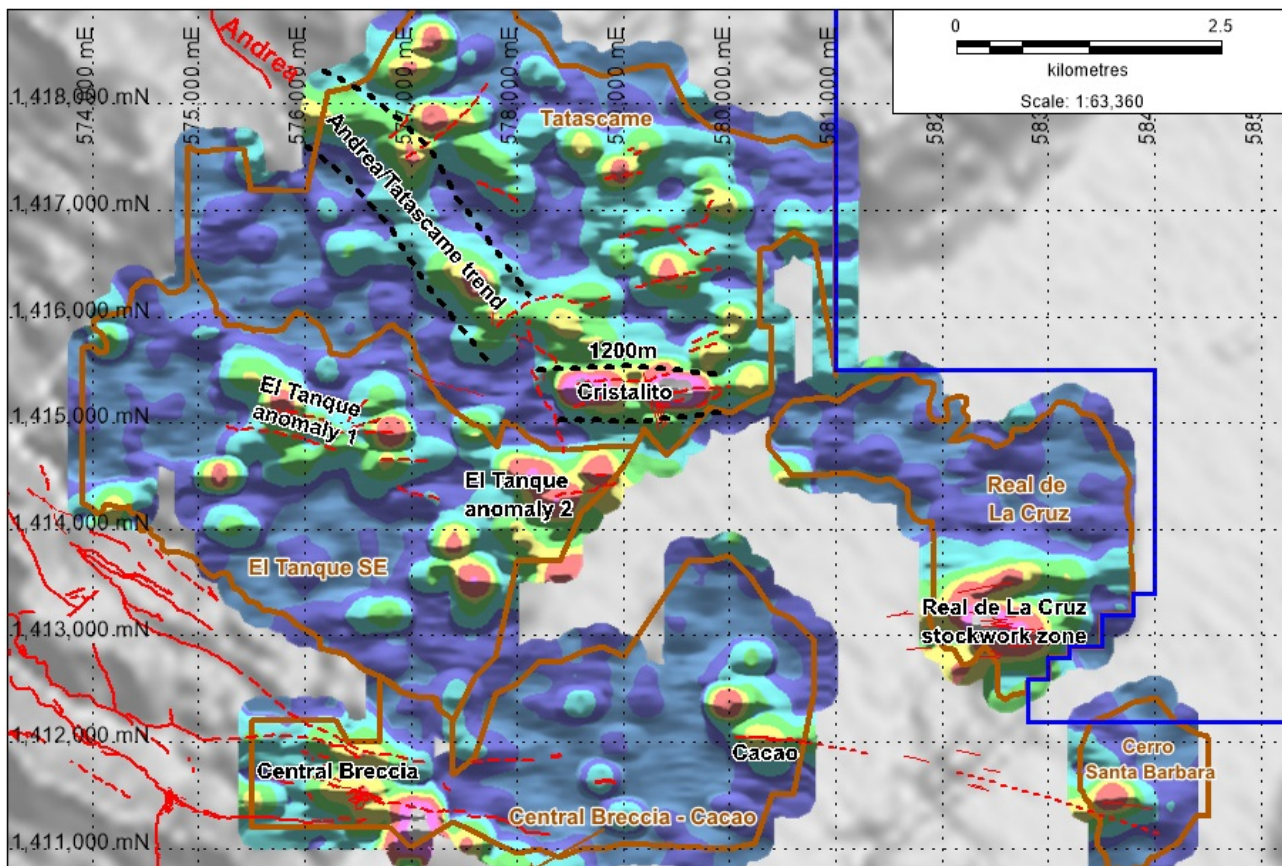 0 2.5
kilometres
Scale: 1:63,360
574,000 mE
575,000 mE
576,000 mE
577,000 mE
578,000 mE
580,000 mE
581,000 mE
1,418,000 mN
1,417,000 mN
1,416,000 mN
1,415,000 mN
1,414,000 mN
1,413,000 mN
1,412,000 mN
1,411,000 mN
Andrea
Tatascame
Andrea/Tatascame trend
1200m
Cristalito
El Tanque
anomaly 1
El Tanque
anomaly 2
Real de
La Cruz
El Tanque SE
Real de La Cruz
stockwork zone
Cacao
Central Breccia
Cerro
Santa Barbara
Central Breccia - Cacao